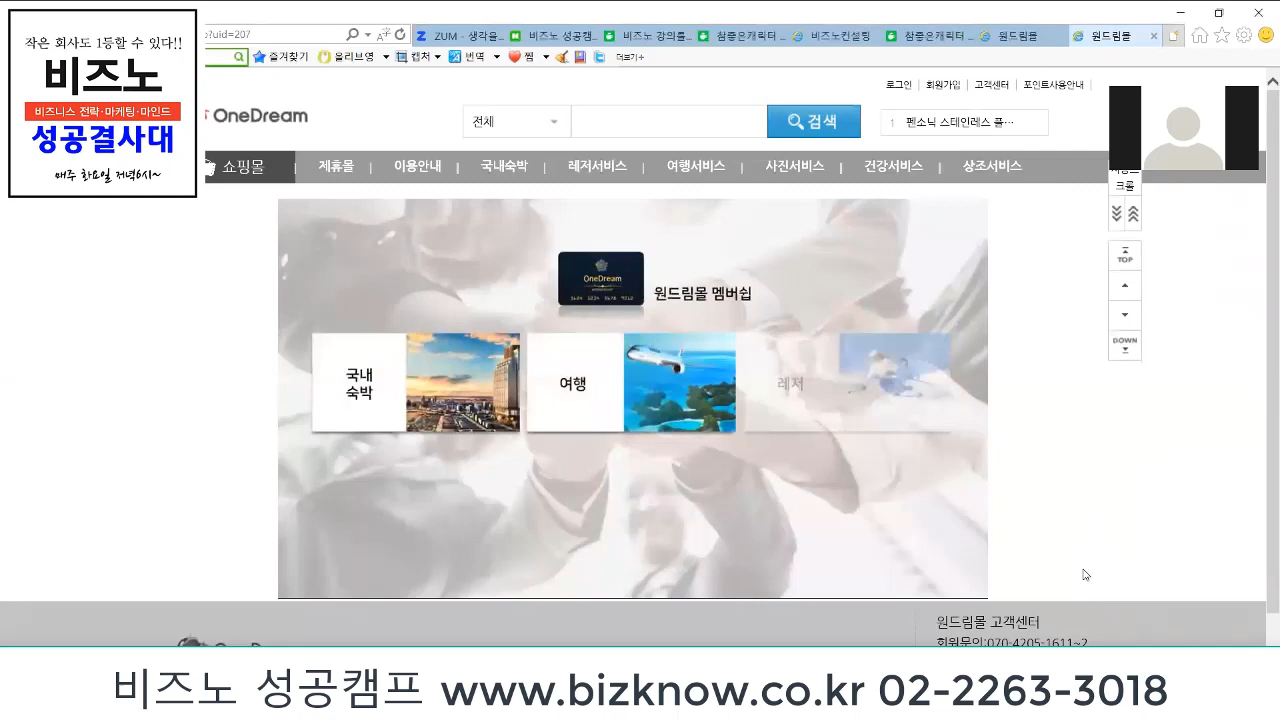 작은 회사도 1등할 수 있다!!
비즈노
비즈니스 전략·마케팅·마인드
성공결사대
매주 화요일 저녁6시~
?uid=207
ZUM - 생각을...
비즈노 성공캠...
비즈노 강의를...
참좋은캐릭터 ...
비즈노컨설팅
참좋은캐릭터 ...
원드림몰
원드림몰
즐겨찾기
올리브영
캡처
번역
찜
더보기+
로그인 | 회원가입 | 고객센터 | 포인트사용안내 |
OneDream
전체
검색
1 펜소닉 스테인레스 플···
쇼핑몰 | 제휴몰 | 이용안내 | 국내숙박 | 레저서비스 | 여행서비스 | 사진서비스 | 건강서비스 | 상조서비스
크롤
TOP
DOWN
OneDream
원드림몰 멤버쉽
국내
숙박
여행
레저
원드림몰 고객센터
회원문의:070-4205-1611~2
비즈노 성공캠프 www.bizknow.co.kr 02-2263-3018